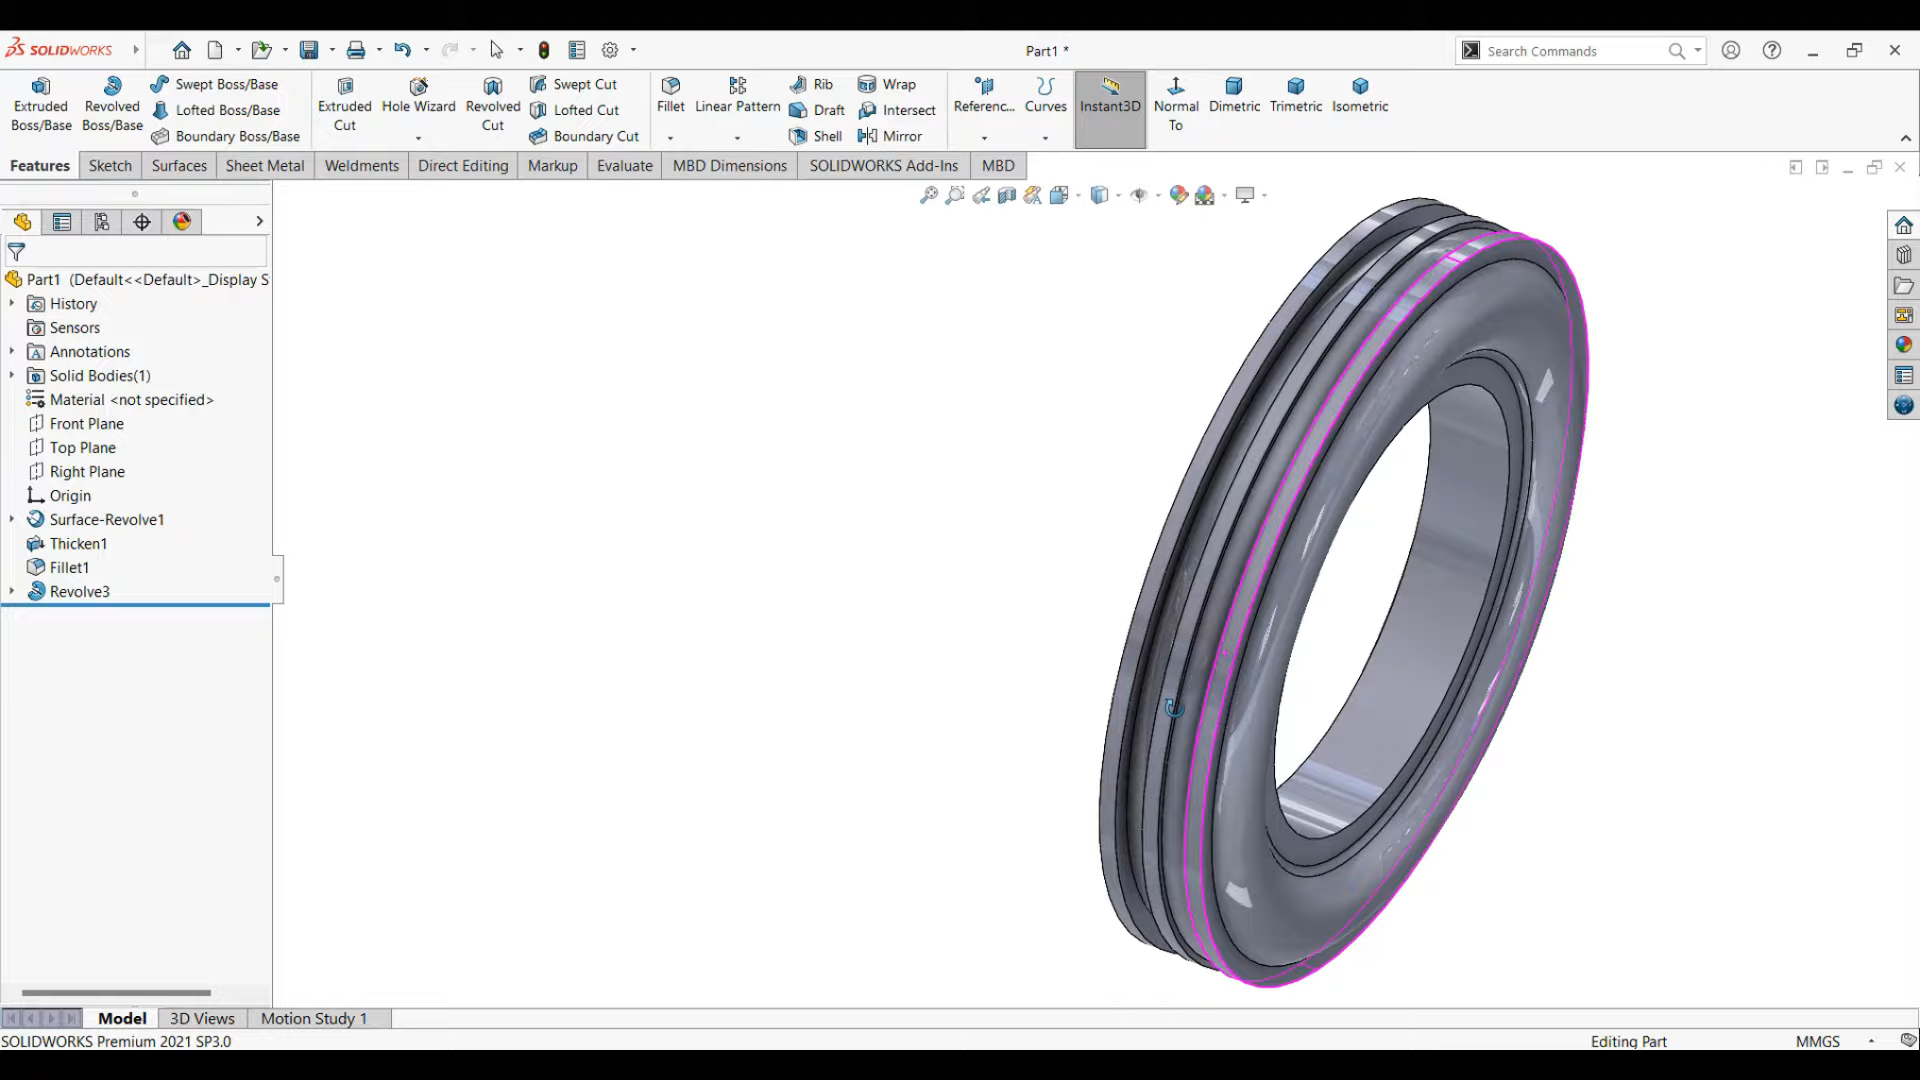 SOLIDWORKS
Part1 *
Search Commands
Extruded Boss/Base
Revolved Boss/Base
Swept Boss/Base
Lofted Boss/Base
Boundary Boss/Base
Extruded Cut
Hole Wizard
Revolved Cut
Swept Cut
Lofted Cut
Boundary Cut
Fillet
Linear Pattern
Rib
Draft
Shell
Wrap
Intersect
Mirror
Referenc...
Curves
Instant3D
Normal To
Dimetric
Trimetric
Isometric
Features
Sketch
Surfaces
Sheet Metal
Weldments
Direct Editing
Markup
Evaluate
MBD Dimensions
SOLIDWORKS Add-Ins
MBD
Part1 (Default<<Default>_Display S
History
Sensors
Annotations
Solid Bodies(1)
Material <not specified>
Front Plane
Top Plane
Right Plane
Origin
Surface-Revolve1
Thicken1
Fillet1
Revolve3
Model
3D Views
Motion Study 1
SOLIDWORKS Premium 2021 SP3.0
Editing Part
MMGS